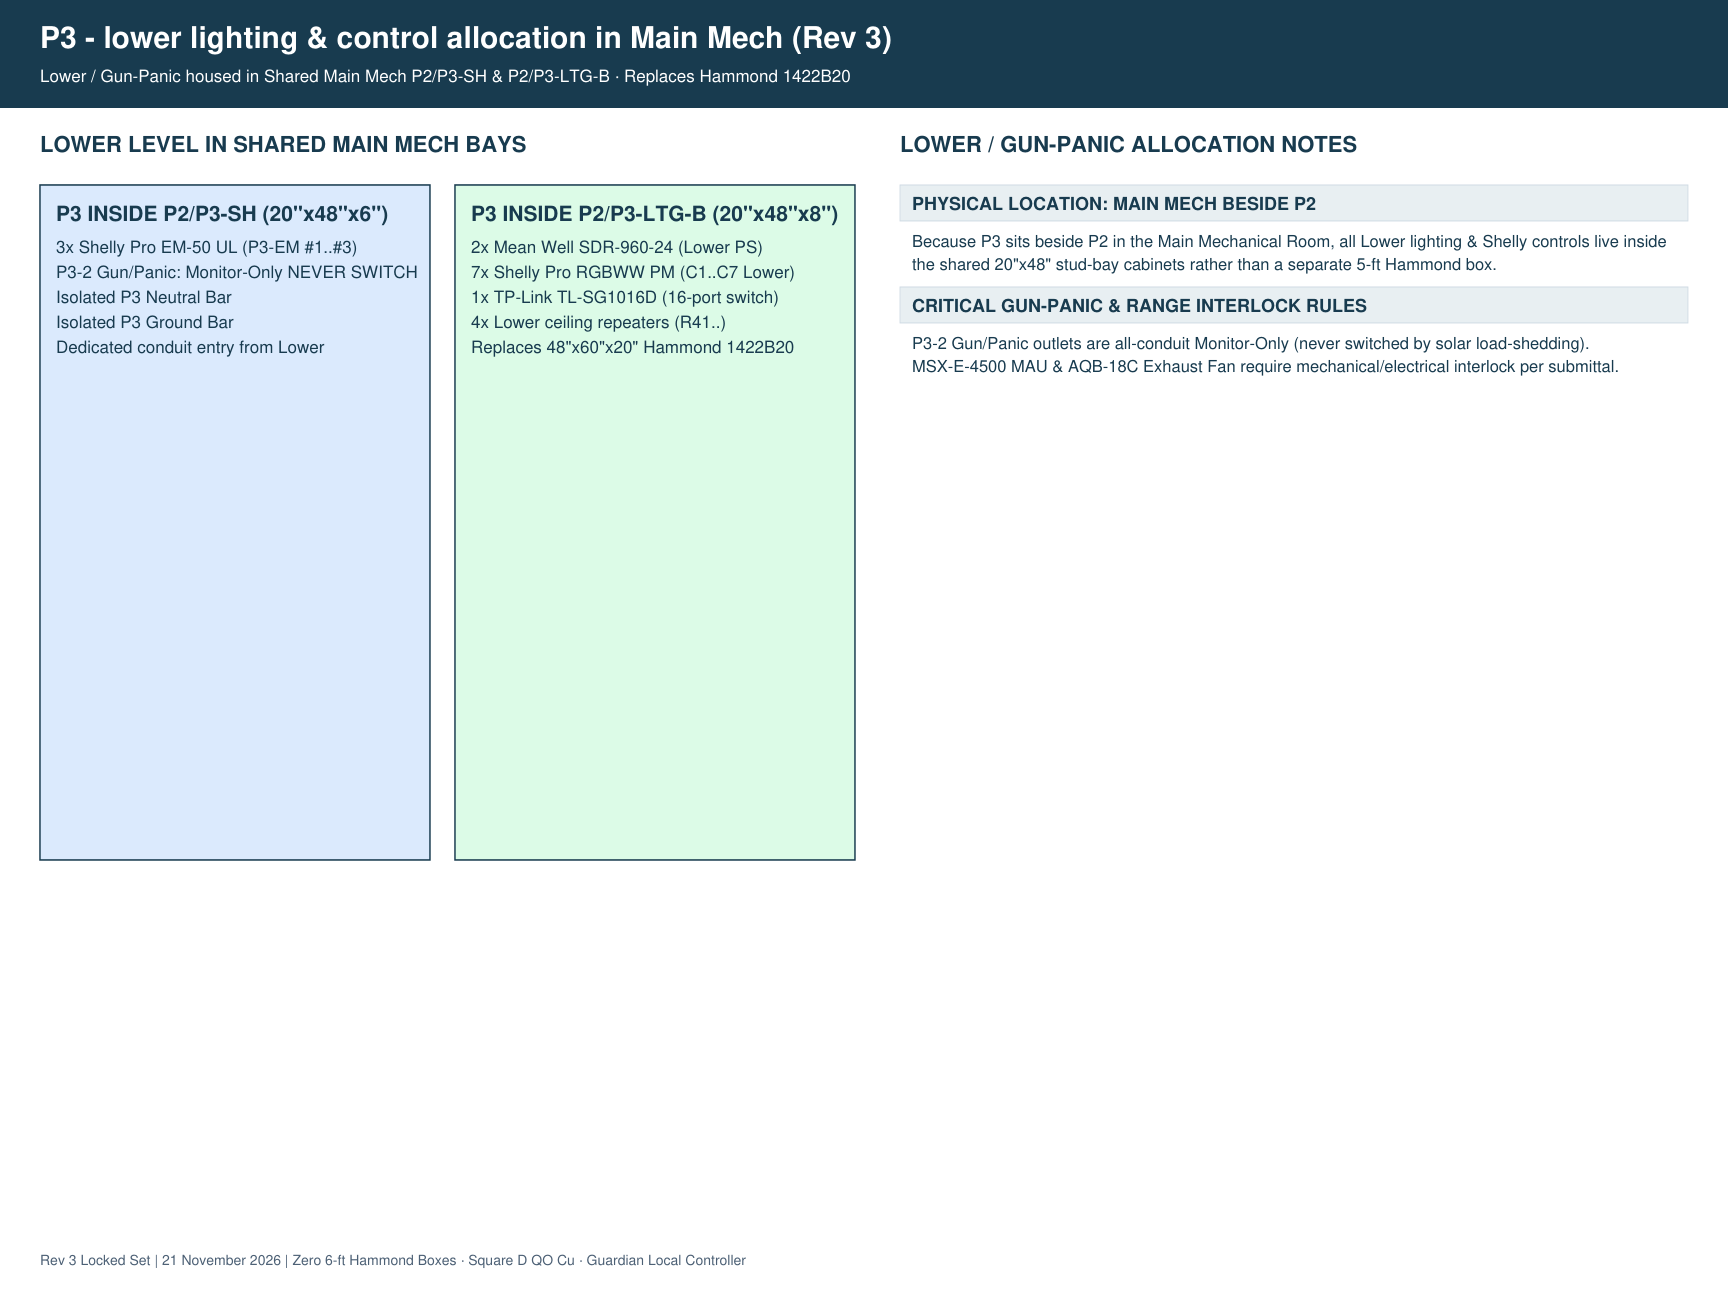 P3 - lower lighting & control allocation in Main Mech (Rev 3)
Lower / Gun-Panic housed in Shared Main Mech P2/P3-SH & P2/P3-LTG-B · Replaces Hammond 1422B20
LOWER LEVEL IN SHARED MAIN MECH BAYS
P3 INSIDE P2/P3-SH (20"x48"x6")
3x Shelly Pro EM-50 UL (P3-EM #1..#3)
P3-2 Gun/Panic: Monitor-Only NEVER SWITCH
Isolated P3 Neutral Bar
Isolated P3 Ground Bar
Dedicated conduit entry from Lower
P3 INSIDE P2/P3-LTG-B (20"x48"x8")
2x Mean Well SDR-960-24 (Lower PS)
7x Shelly Pro RGBWW PM (C1..C7 Lower)
1x TP-Link TL-SG1016D (16-port switch)
4x Lower ceiling repeaters (R41..)
Replaces 48"x60"x20" Hammond 1422B20
LOWER / GUN-PANIC ALLOCATION NOTES
PHYSICAL LOCATION: MAIN MECH BESIDE P2
Because P3 sits beside P2 in the Main Mechanical Room, all Lower lighting & Shelly controls live inside
the shared 20"x48" stud-bay cabinets rather than a separate 5-ft Hammond box.
CRITICAL GUN-PANIC & RANGE INTERLOCK RULES
P3-2 Gun/Panic outlets are all-conduit Monitor-Only (never switched by solar load-shedding).
MSX-E-4500 MAU & AQB-18C Exhaust Fan require mechanical/electrical interlock per submittal.
Rev 3 Locked Set | 21 November 2026 | Zero 6-ft Hammond Boxes · Square D QO Cu · Guardian Local Controller